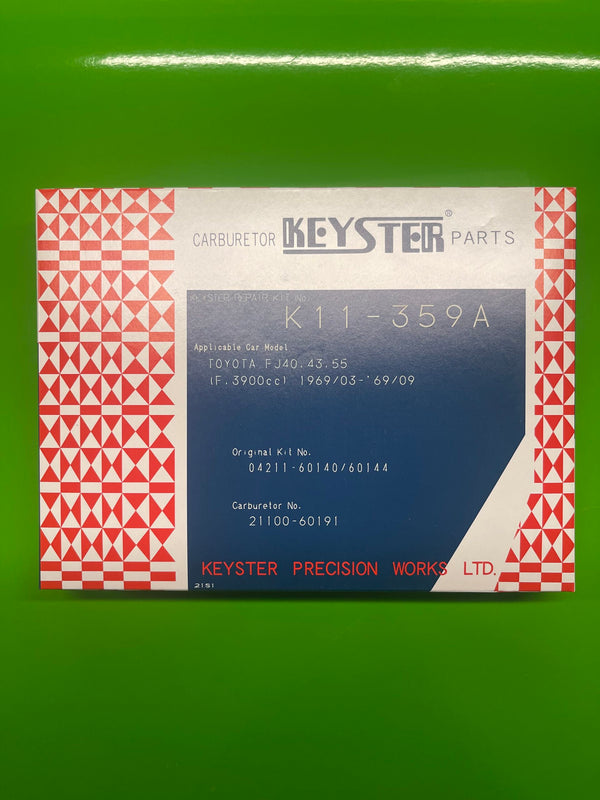 CARBURETOR KEYSTER® PARTS
KEYSTER REPAIR KIT No.
K11-359A
Applicable Car Model
TOYOTA FJ40.43.55
(F.3900cc) 1969/03-'69/09
Original Kit No.
04211-60140/60144
Carburetor No.
21100-60191
KEYSTER PRECISION WORKS LTD.
2151